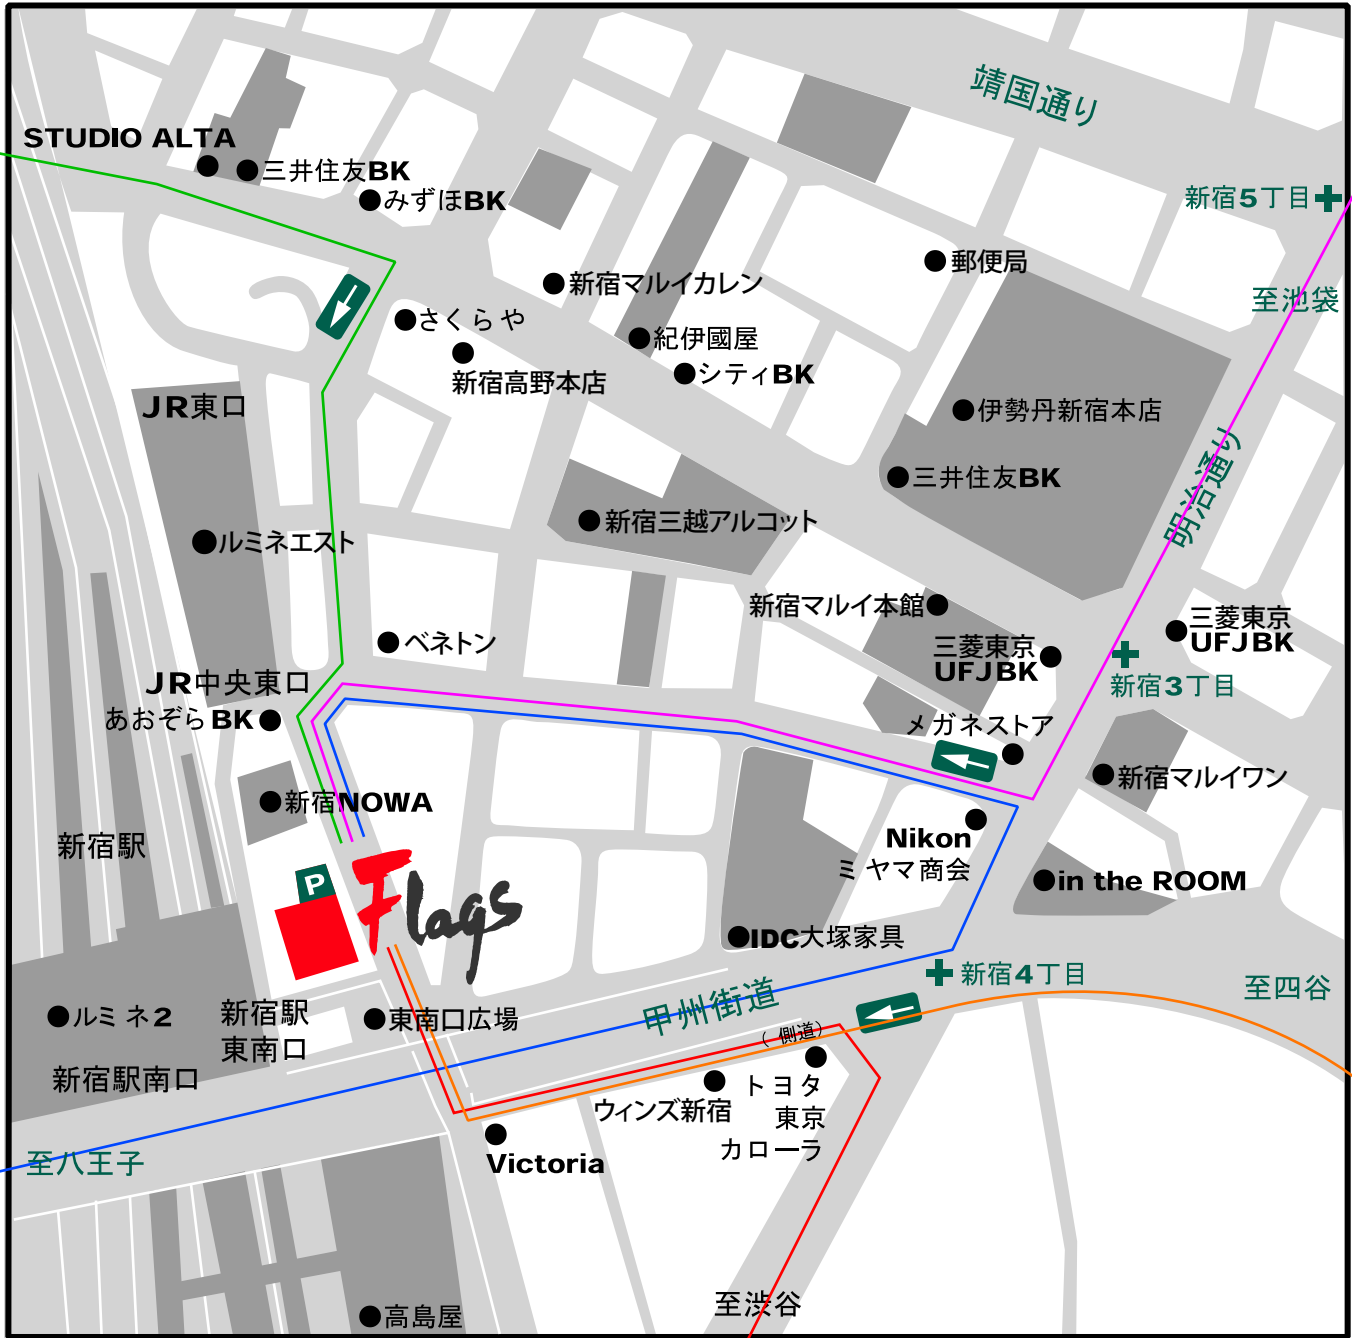 靖国通り
STUDIO ALTA
三井住友BK
みずほBK
新宿5丁目
郵便局
新宿マルイカレン
至池袋
さくらや
紀伊國屋
新宿高野本店
シティBK
JR東口
伊勢丹新宿本店
三井住友BK
明治通り
新宿三越アルコット
ルミネエスト
新宿マルイ本館
三菱東京
UFJBK
三菱東京
UFJBK
ベネトン
新宿3丁目
JR中央東口
あおぞらBK
メガネストア
新宿マルイワン
新宿NOWA
Nikon
新宿駅
ミヤマ商会
P
in the ROOM
Flags
IDC大塚家具
新宿4丁目
至四谷
甲州街道
ルミネ2
新宿駅
東南口
東南口広場
(側道)
新宿駅南口
トヨタ
東京
カローラ
ウィンズ新宿
Victoria
至八王子
至渋谷
高島屋